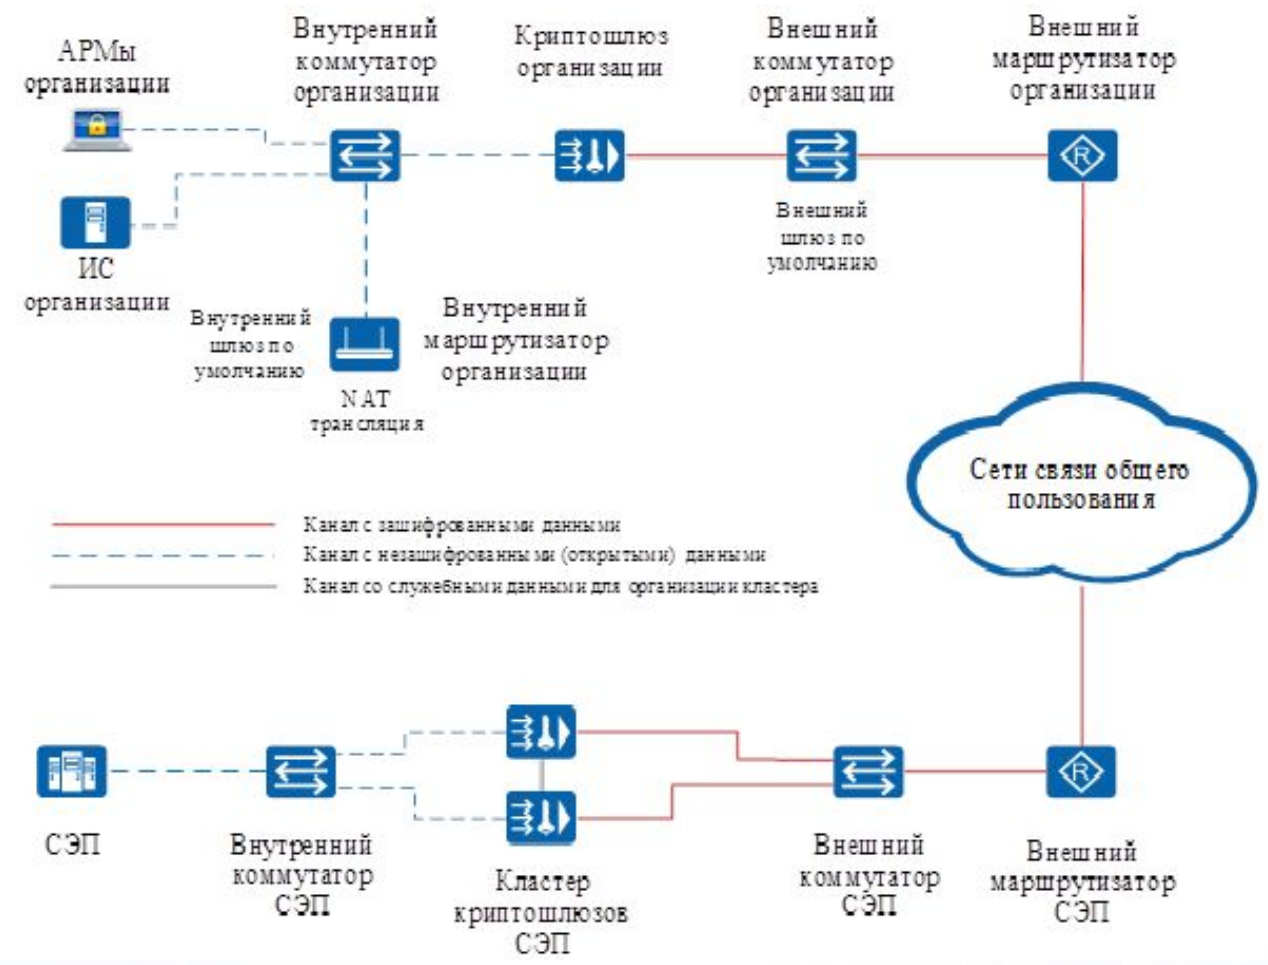 АРМы
организации
Внутренний
коммутатор
организации
Криптошлюз
организации
Внешний
коммутатор
организации
Внешний
маршрутизатор
организации
R
Внешний
шлюз по
умолчанию
ИС
организации
Внутренний
шлюз по
умолчанию
Внутренний
маршрутизатор
организации
NAT
трансляция
Сети связи общего
пользования
Канал с зашифрованными данными
Канал с незашифрованными (открытыми) данными
Канал со служебными данными для организации кластера
R
СЭП
Внутренний
коммутатор
СЭП
Кластер
криптошлюзов
СЭП
Внешний
коммутатор
СЭП
Внешний
маршрутизатор
СЭП